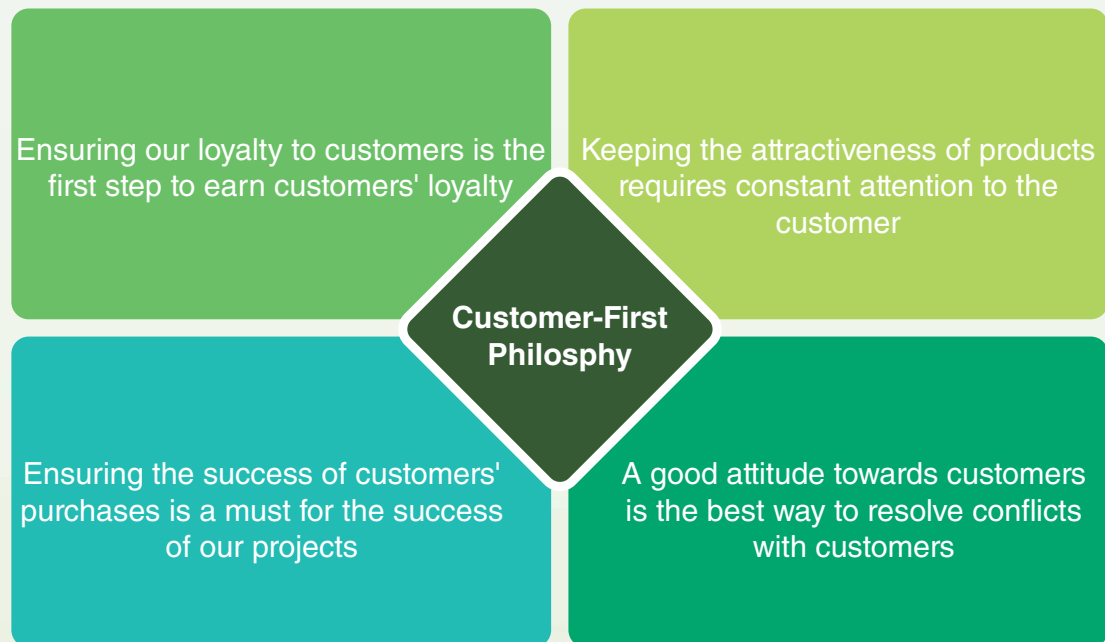 Ensuring our loyalty to customers is the
first step to earn customers' loyalty
Keeping the attractiveness of products
requires constant attention to the
customer
Customer-First
Philosphy
Ensuring the success of customers'
purchases is a must for the success
of our projects
A good attitude towards customers
is the best way to resolve conflicts
with customers